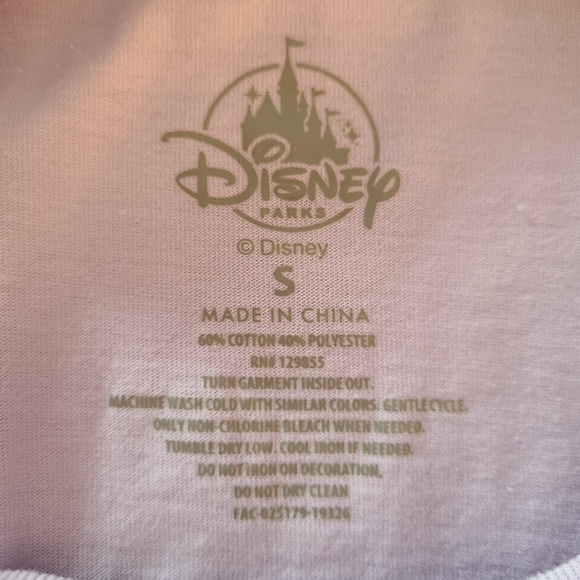 Disney
PARKS
© Disney
S
MADE IN CHINA
60% COTTON 40% POLYESTER
RN# 129855
TURN GARMENT INSIDE OUT.
MACHINE WASH COLD WITH SIMILAR COLORS. GENTLE CYCLE.
ONLY NON-CHLORINE BLEACH WHEN NEEDED.
TUMBLE DRY LOW. COOL IRON IF NEEDED.
DO NOT IRON ON DECORATION.
DO NOT DRY CLEAN
FAC-025179-19326